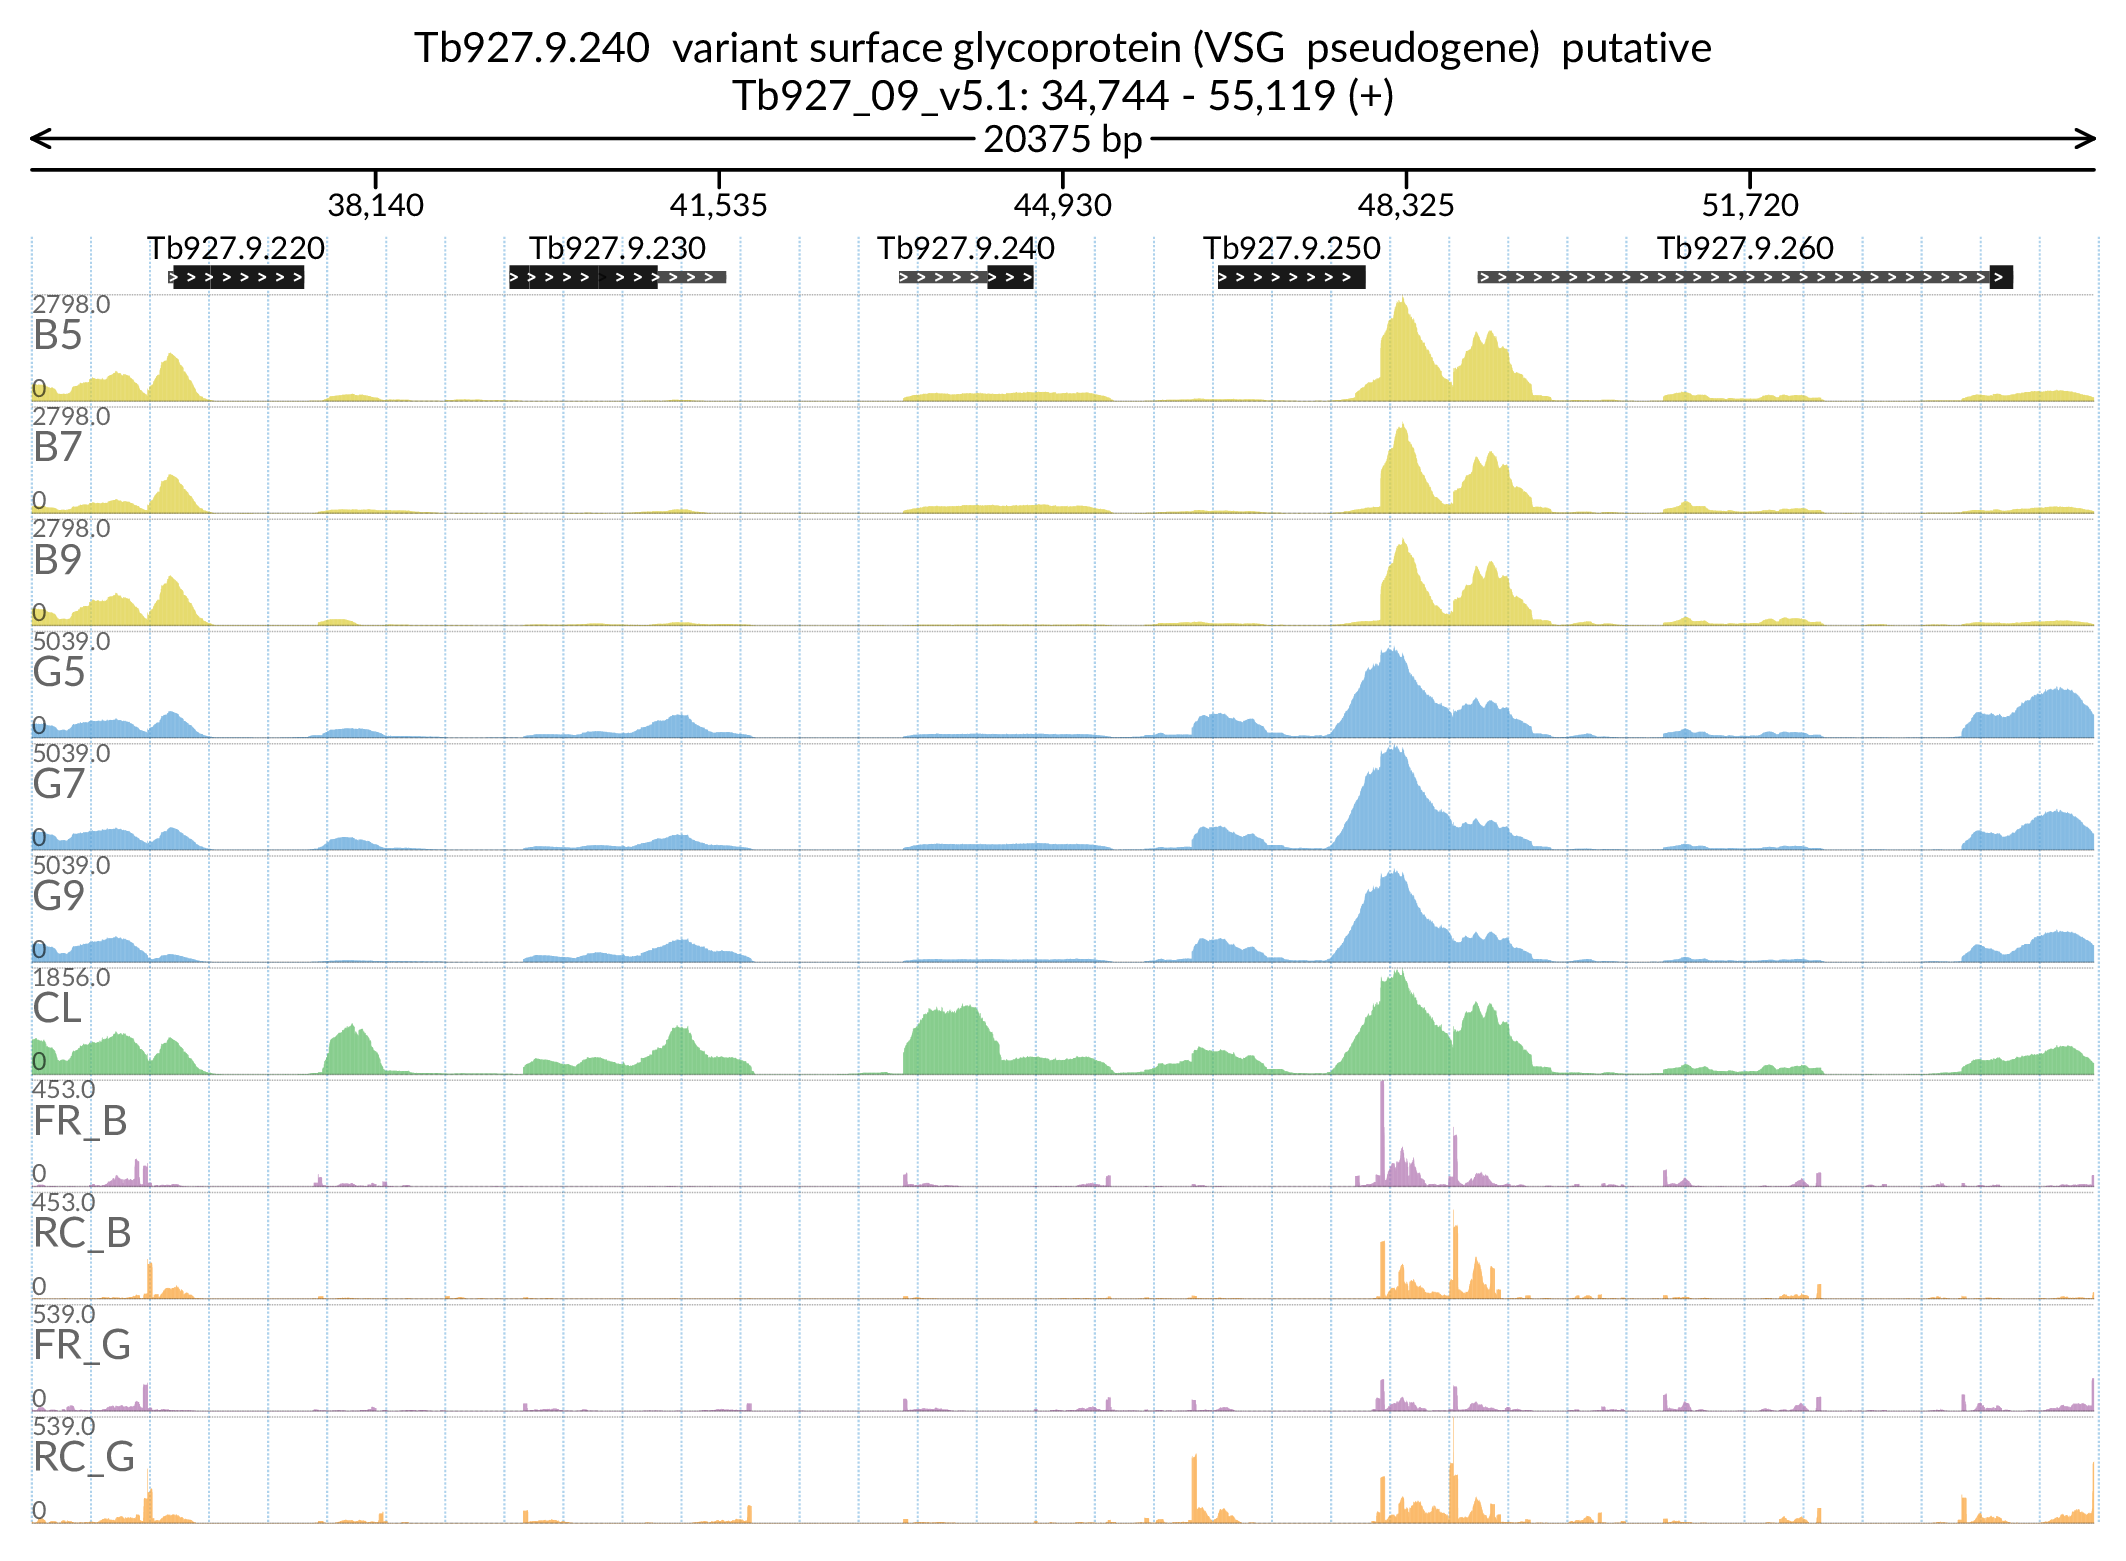 Tb927.9.240 variant surface glycoprotein (VSG pseudogene) putative
Tb927_09_v5.1: 34,744 - 55,119 (+)
20375 bp
38,140 41,535 44,930 48,325 51,720
Tb927.9.220 Tb927.9.230 Tb927.9.240 Tb927.9.250 Tb927.9.260
2798.0
B5
0
2798.0
B7
0
2798.0
B9
0
5039.0
G5
0
5039.0
G7
0
5039.0
G9
0
1856.0
CL
0
453.0
FR_B
0
453.0
RC_B
0
539.0
FR_G
0
539.0
RC_G
0